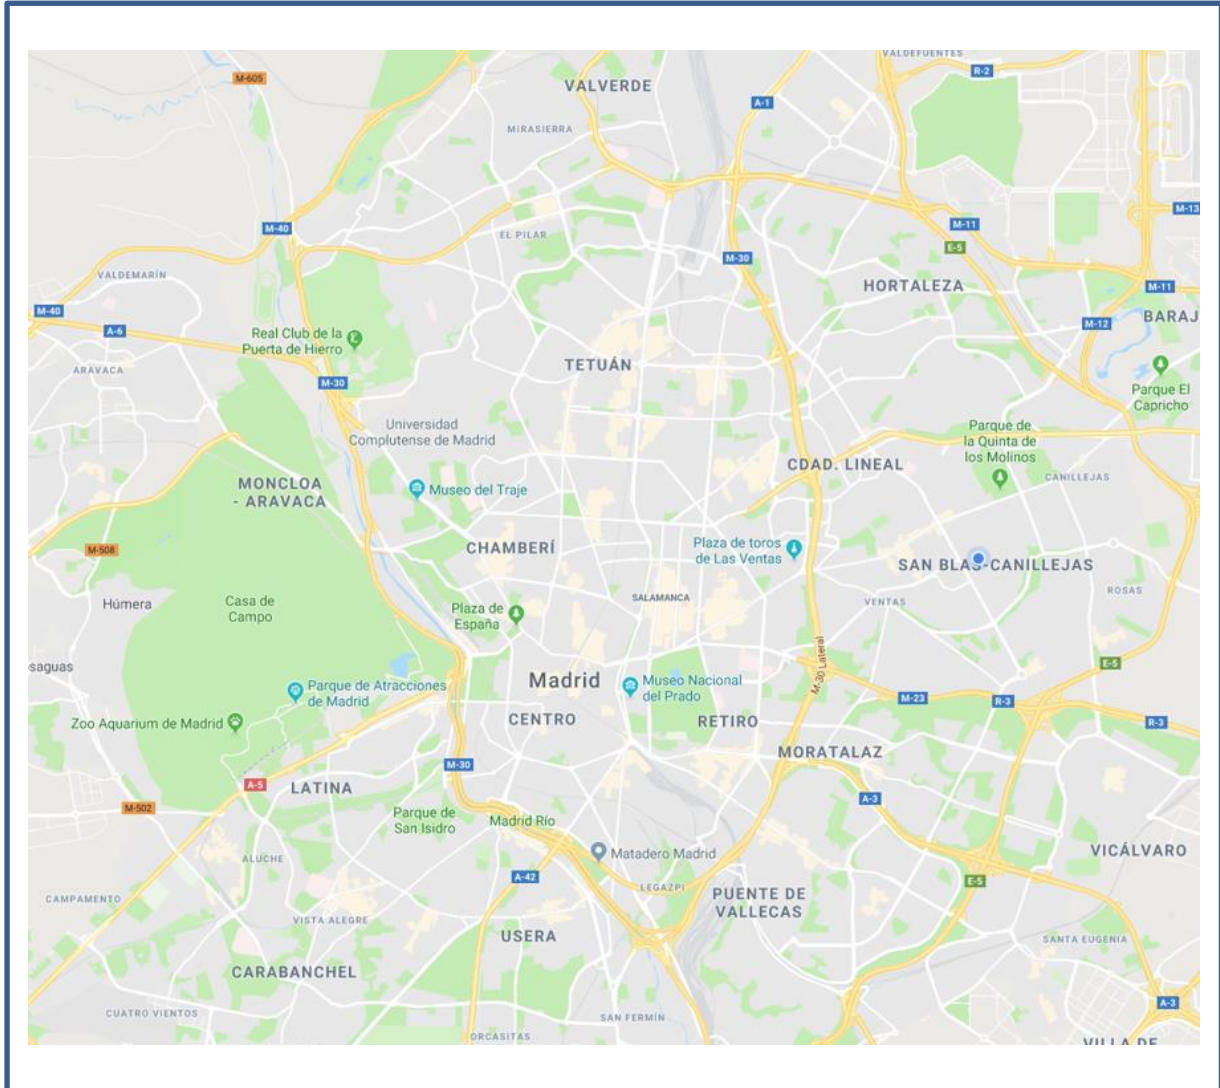 VALDEFUENTES
M-605
R-2
VALVERDE
A-1
MIRASIERRA
M-13
M-40
M-11
EL PILAR
E-5
M-30
VALDEMARÍN
HORTALEZA
M-11
M-40
BARAJ
M-12
A-6
Real Club de la
Puerta de Hierro
TETUÁN
ARAVACA
M-30
Parque El
Capricho
Universidad
Complutense de Madrid
Parque de
la Quinta de
los Molinos
CDAD. LINEAL
CANILLEJAS
MONCLOA
- ARAVACA
Museo del Traje
M-508
CHAMBERÍ
Plaza de toros
de Las Ventas
SAN BLAS-CANILLEJAS
ROSAS
Húmera
Casa de
Campo
SALAMANCA
VENTAS
Plaza de
España
M-30 Lateral
osaguas
E-5
Madrid
Museo Nacional
del Prado
Parque de Atracciones
de Madrid
M-23
R-3
R-3
Zoo Aquarium de Madrid
CENTRO
RETIRO
MORATALAZ
M-30
A-5
LATINA
A-3
M-502
Parque de
San Isidro
Madrid Río
Matadero Madrid
VICÁLVARO
ALUCHE
A-42
LEGAZPI
E-5
CAMPAMENTO
PUENTE DE
VALLECAS
VISTA ALEGRE
USERA
SANTA EUGENIA
CARABANCHEL
A-3
CUATRO VIENTOS
SAN FERMÍN
ORCASITAS
VILLA DE